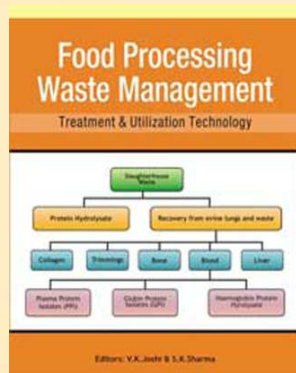 Food Processing
Waste Management
Treatment & Utilization Technology
Slaughterhouse
Waste
Protein Hydrolysate
Recovery from ovine lungs and waste
Collagen
Trimmings
Bone
Blood
Liver
Plasma Protein
Isolates (PPI)
Globin Protein
Isolates (GPI)
Haemoglobin Protein
Hydrolysate
Editors: V.K.Joshi & S.K.Sharma